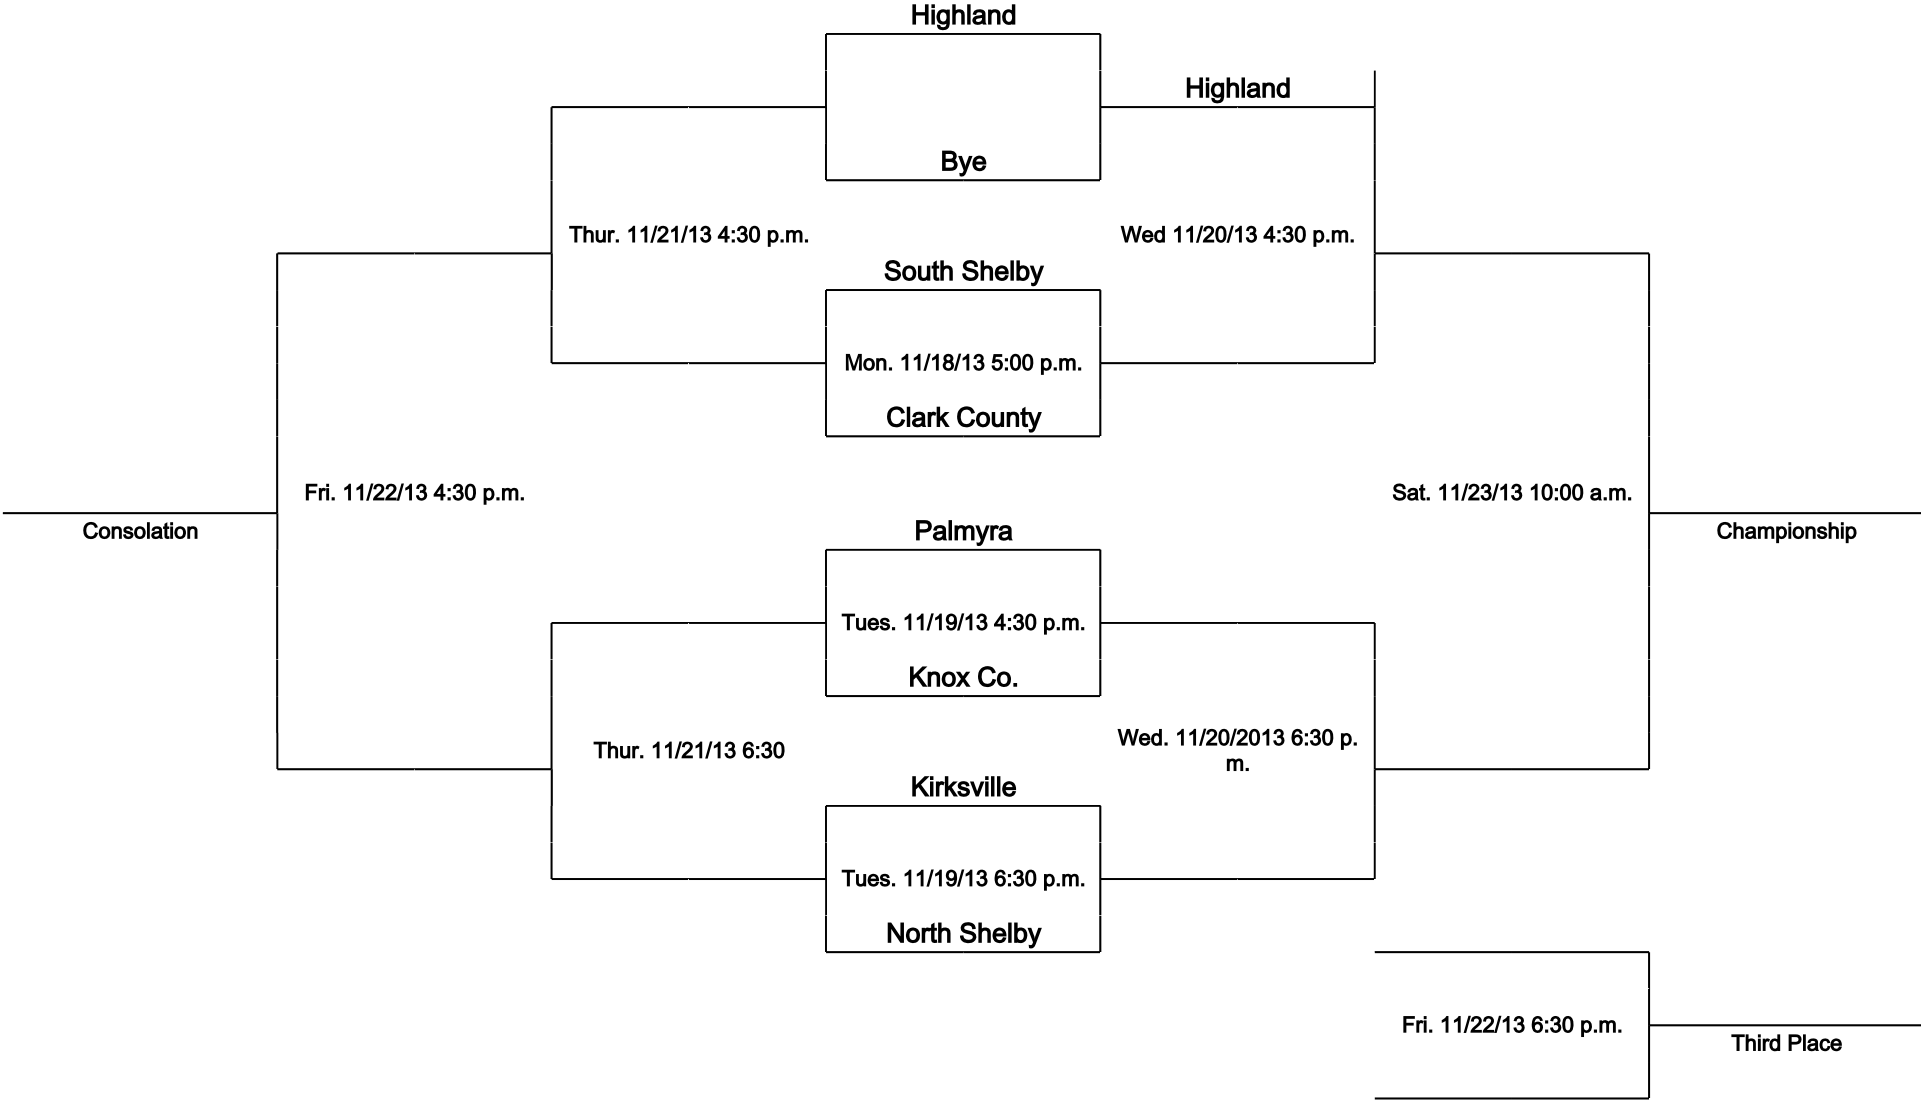 Highland
Highland
Bye
Thur. 11/21/13 4:30 p.m.
Wed 11/20/13 4:30 p.m.
South Shelby
Mon. 11/18/13 5:00 p.m.
Clark County
Fri. 11/22/13 4:30 p.m.
Sat. 11/23/13 10:00 a.m.
Consolation
Palmyra
Championship
Tues. 11/19/13 4:30 p.m.
Knox Co.
Thur. 11/21/13 6:30
Wed. 11/20/2013 6:30 p.
m.
Kirksville
Tues. 11/19/13 6:30 p.m.
North Shelby
Fri. 11/22/13 6:30 p.m.
Third Place